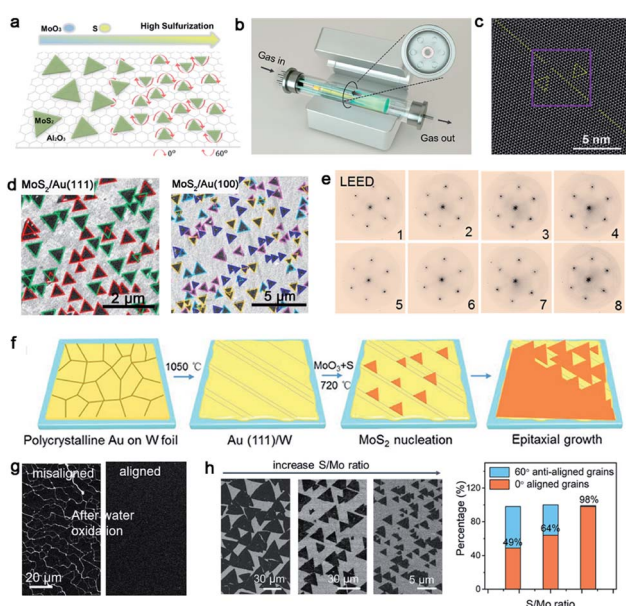 a
MoO₃
S
High Sulfurization
MoS₂
Al₂O₃
0°
60°
b
Gas in
Gas out
c
5 nm
d
MoS₂/Au(111)
2 μm
MoS₂/Au(100)
5 μm
e
LEED
1
2
3
4
5
6
7
8
f
1050 ℃
MoO₃+S
720 ℃
Polycrystalline Au on W foil
Au (111)/W
MoS₂ nucleation
Epitaxial growth
g
misaligned
aligned
After water
oxidation
20 μm
h
increase S/Mo ratio
30 μm
30 μm
5 μm
Percentage (%)
100
80
60
40
20
0
60° anti-aligned grains
0° aligned grains
49%
64%
98%
S/Mo ratio